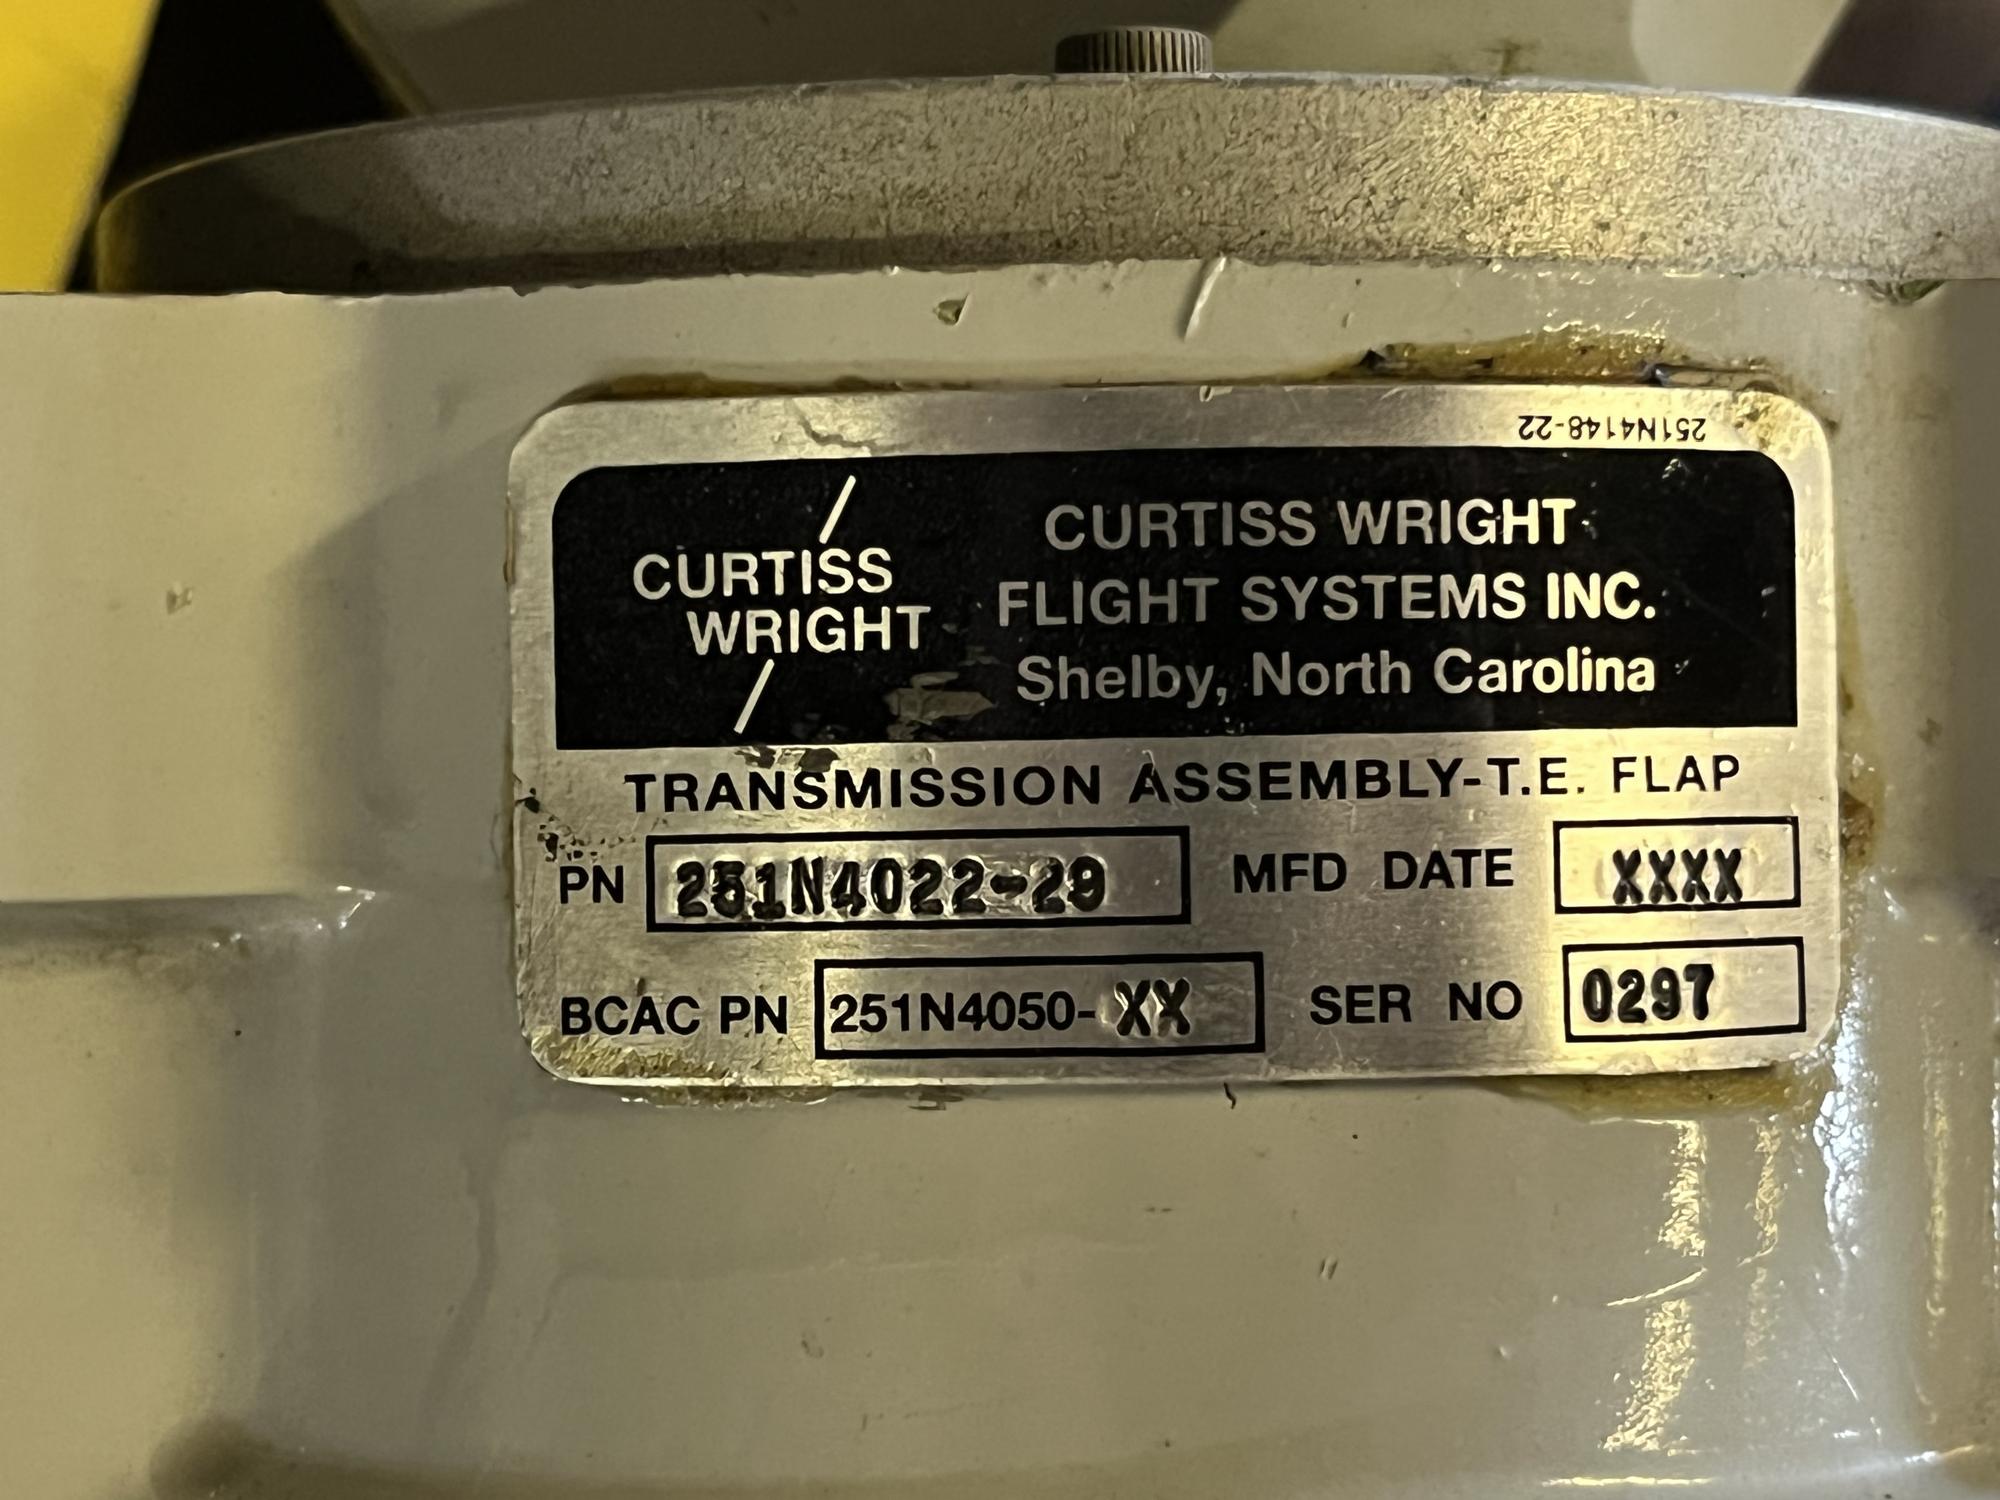 251N4148-22
CURTISS
WRIGHT
CURTISS WRIGHT
FLIGHT SYSTEMS INC.
Shelby, North Carolina
TRANSMISSION ASSEMBLY-T.E. FLAP
PN 251N4022-29 MFD DATE XXXX
BCAC PN 251N4050-XX SER NO 0297